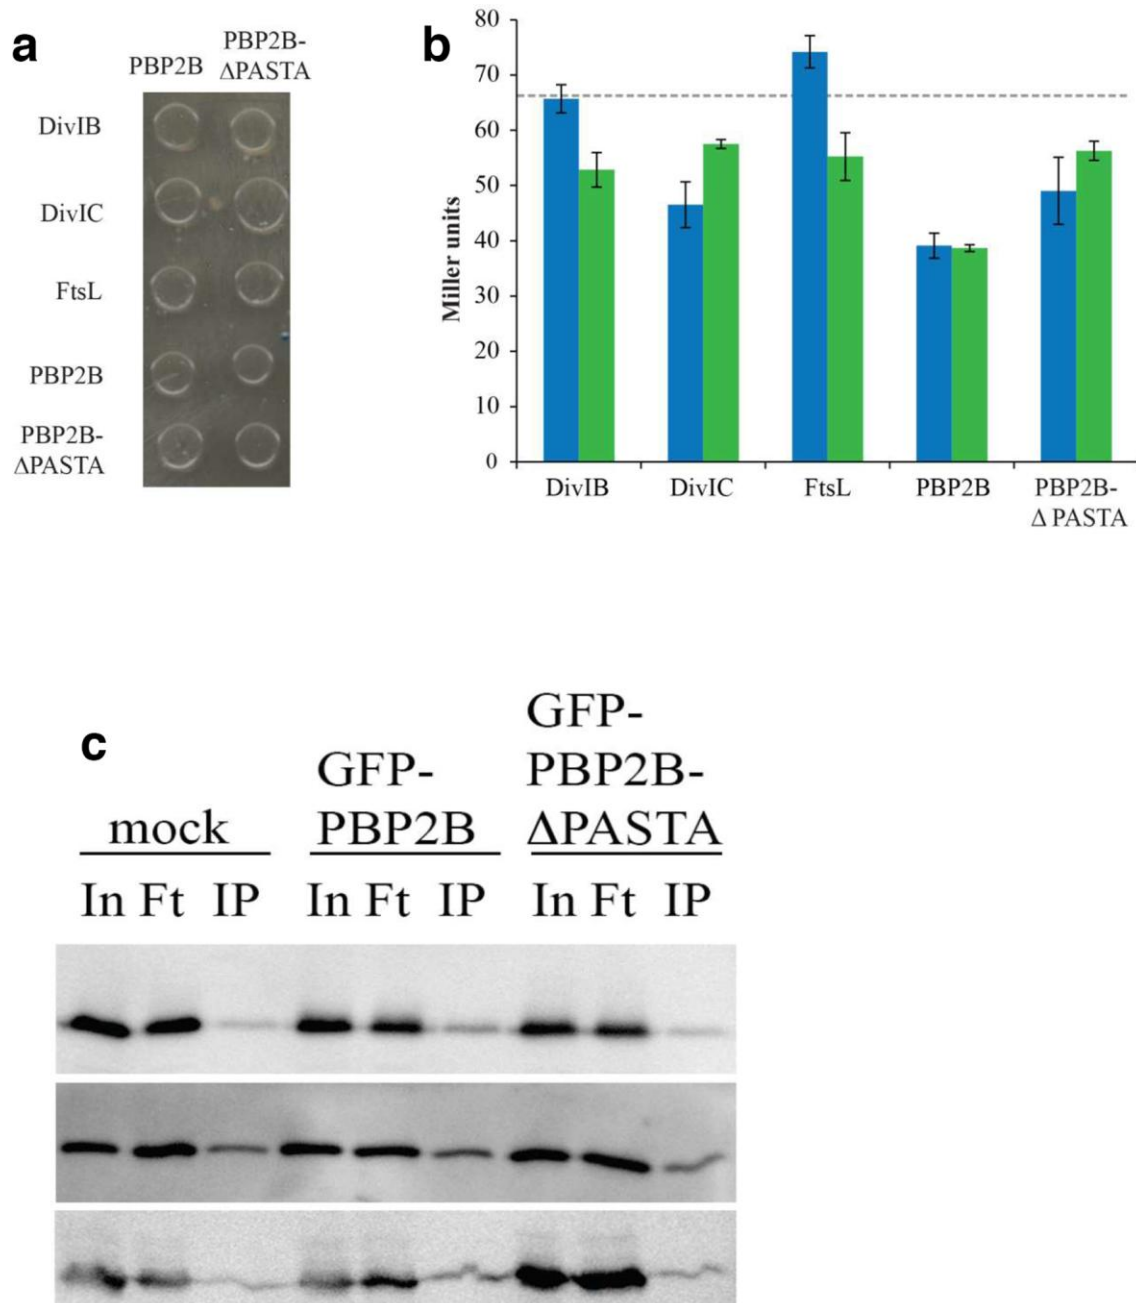 a
PBP2B
PBP2B-
ΔPASTA
DivIB
DivIC
FtsL
PBP2B
PBP2B-
ΔPASTA
b
80
70
60
50
40
30
20
10
0
Miller units
DivIB
DivIC
FtsL
PBP2B
PBP2B-
Δ PASTA
c
mock
GFP-
PBP2B
GFP-
PBP2B-
ΔPASTA
In Ft IP In Ft IP In Ft IP